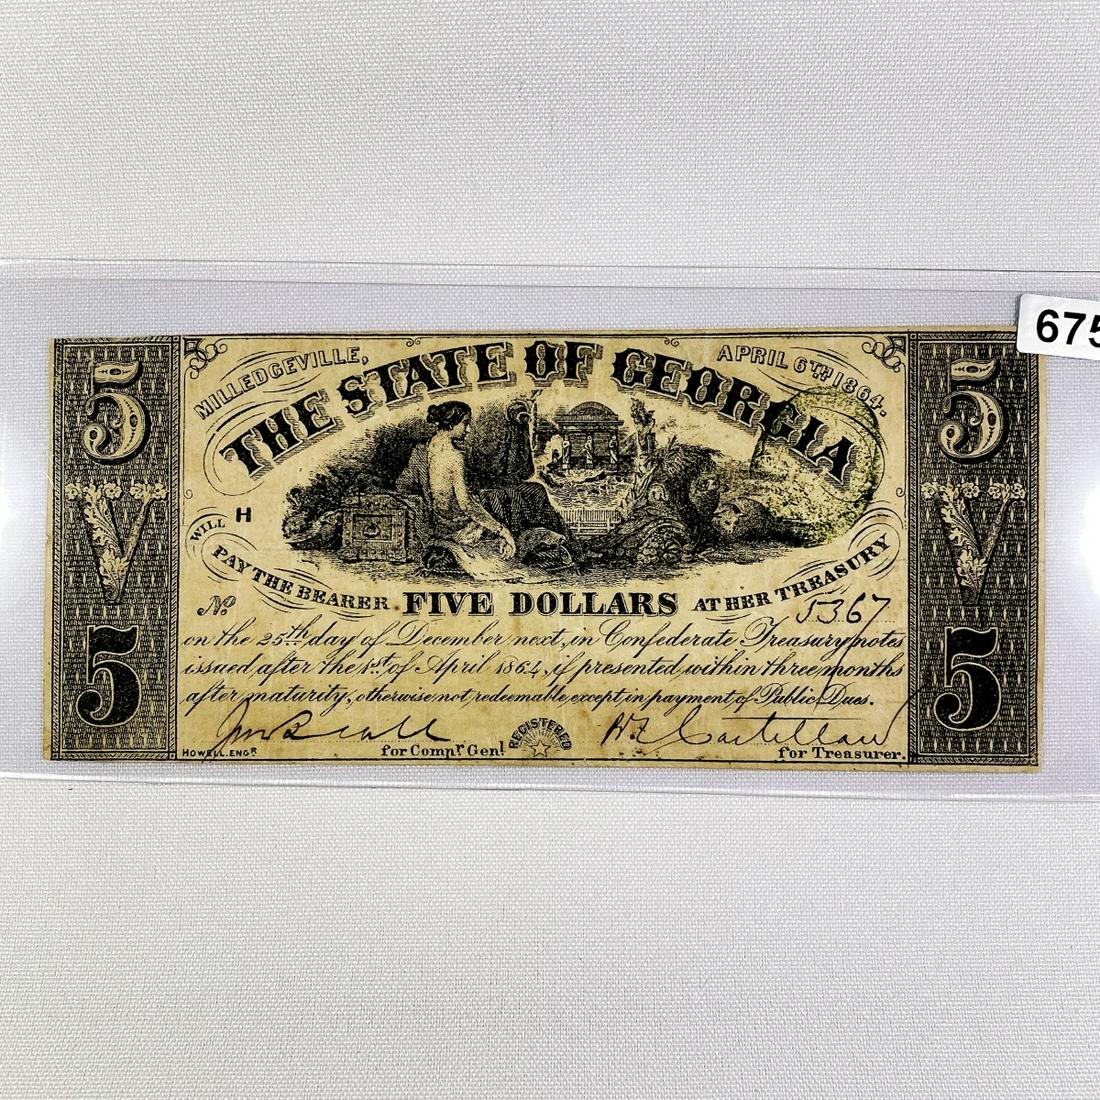 675
5 5
MILLEDGEVILLE, APRIL 6TH 1864.
THE STATE OF GEORGIA
H
V V
WILL PAY THE BEARER FIVE DOLLARS AT HER TREASURY
No 5367
on the 25th day of December next, in Confederate Treasury notes
issued after the 1st of April 1864, if presented within three months
after maturity, otherwise not redeemable except in payment of Public Dues.
5 5
HOWELL. ENGR. for Compr. Genl. REGISTERED for Treasurer.